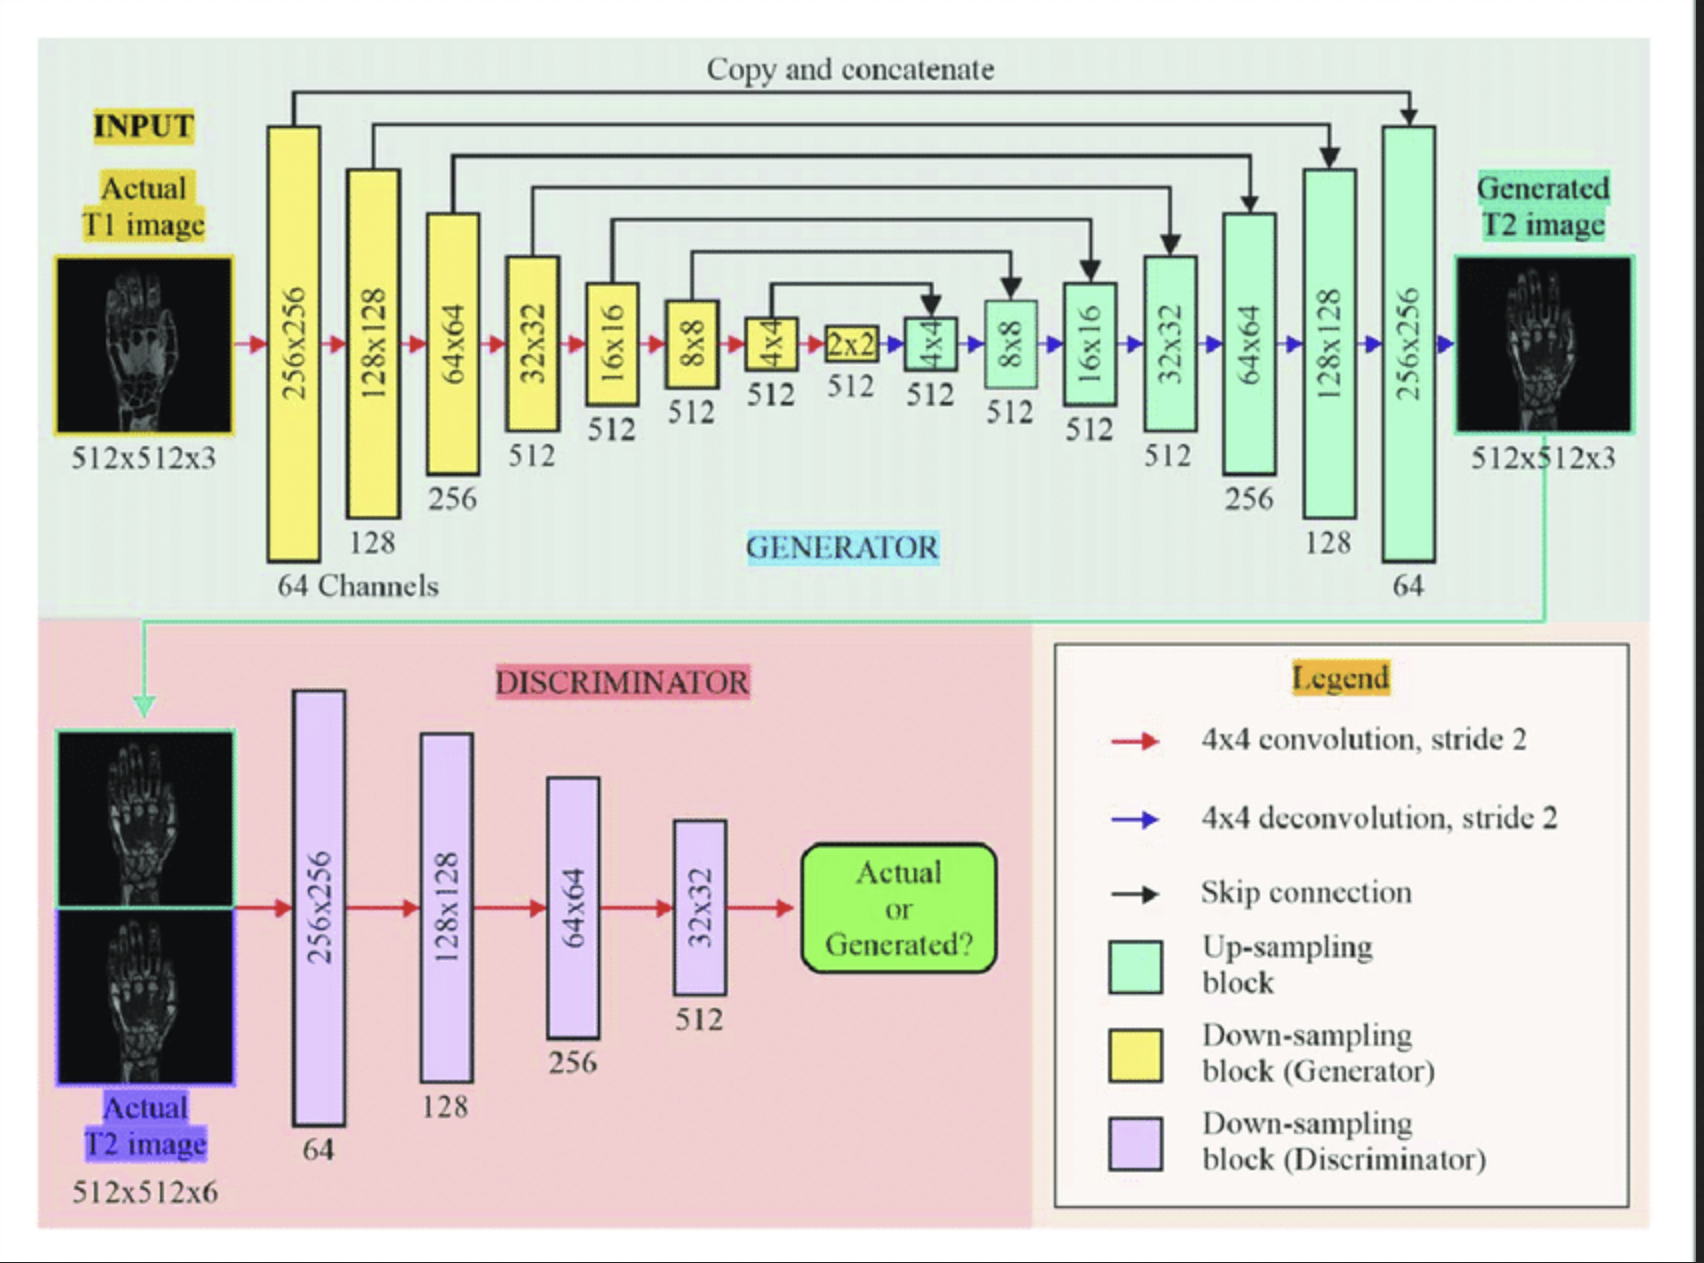 Copy and concatenate
INPUT
Actual
T1 image
512x512x3
256x256
64 Channels
128x128
128
64x64
256
32x32
512
16x16
512
8x8
512
4x4
512
2x2
512
4x4
512
8x8
512
16x16
512
32x32
512
64x64
256
128x128
128
256x256
64
Generated
T2 image
512x512x3
GENERATOR
DISCRIMINATOR
Actual
T2 image
512x512x6
256x256
64
128x128
128
64x64
256
32x32
512
Actual
or
Generated?
Legend
4x4 convolution, stride 2
4x4 deconvolution, stride 2
Skip connection
Up-sampling
block
Down-sampling
block (Generator)
Down-sampling
block (Discriminator)